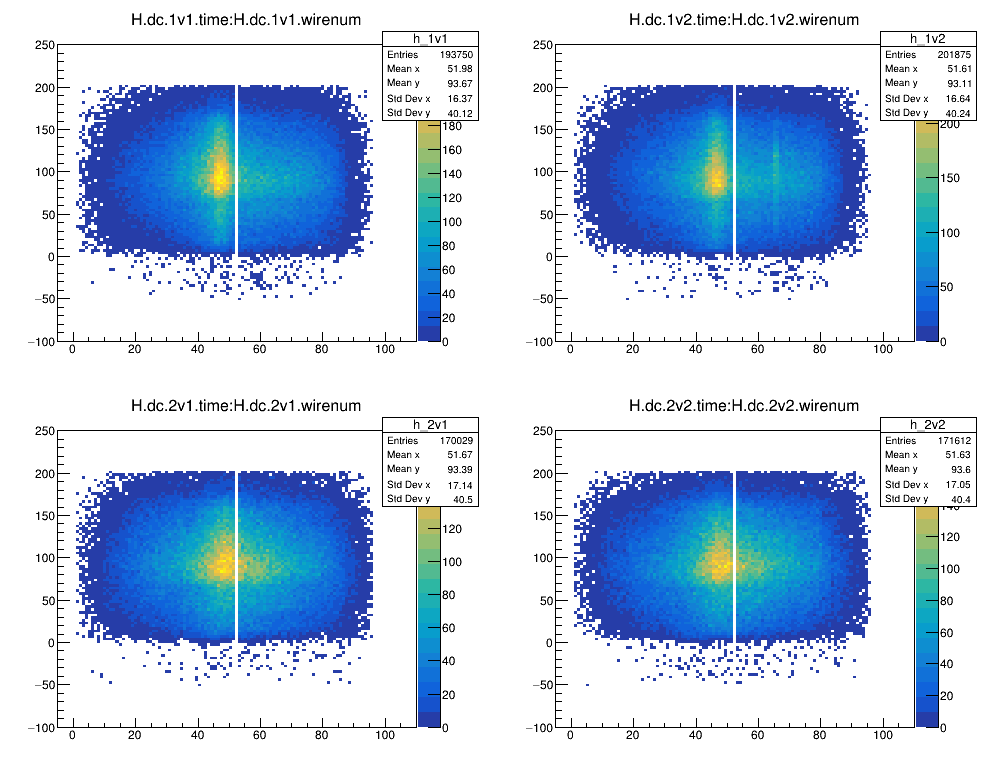 H.dc.1v1.time:H.dc.1v1.wirenum
h_1v1
Entries 193750
Mean x 51.98
Mean y 93.67
Std Dev x 16.37
Std Dev y 40.12
250
200
150
100
50
0
−50
−100
0 20 40 60 80 100
180
160
140
120
100
80
60
40
20
0
H.dc.1v2.time:H.dc.1v2.wirenum
h_1v2
Entries 201875
Mean x 51.61
Mean y 93.11
Std Dev x 16.64
Std Dev y 40.24
250
200
150
100
50
0
−50
−100
0 20 40 60 80 100
200
150
100
50
0
H.dc.2v1.time:H.dc.2v1.wirenum
h_2v1
Entries 170029
Mean x 51.67
Mean y 93.39
Std Dev x 17.14
Std Dev y 40.5
250
200
150
100
50
0
−50
−100
0 20 40 60 80 100
120
100
80
60
40
20
0
H.dc.2v2.time:H.dc.2v2.wirenum
h_2v2
Entries 171612
Mean x 51.63
Mean y 93.6
Std Dev x 17.05
Std Dev y 40.4
250
200
150
100
50
0
−50
−100
0 20 40 60 80 100
140
120
100
80
60
40
20
0